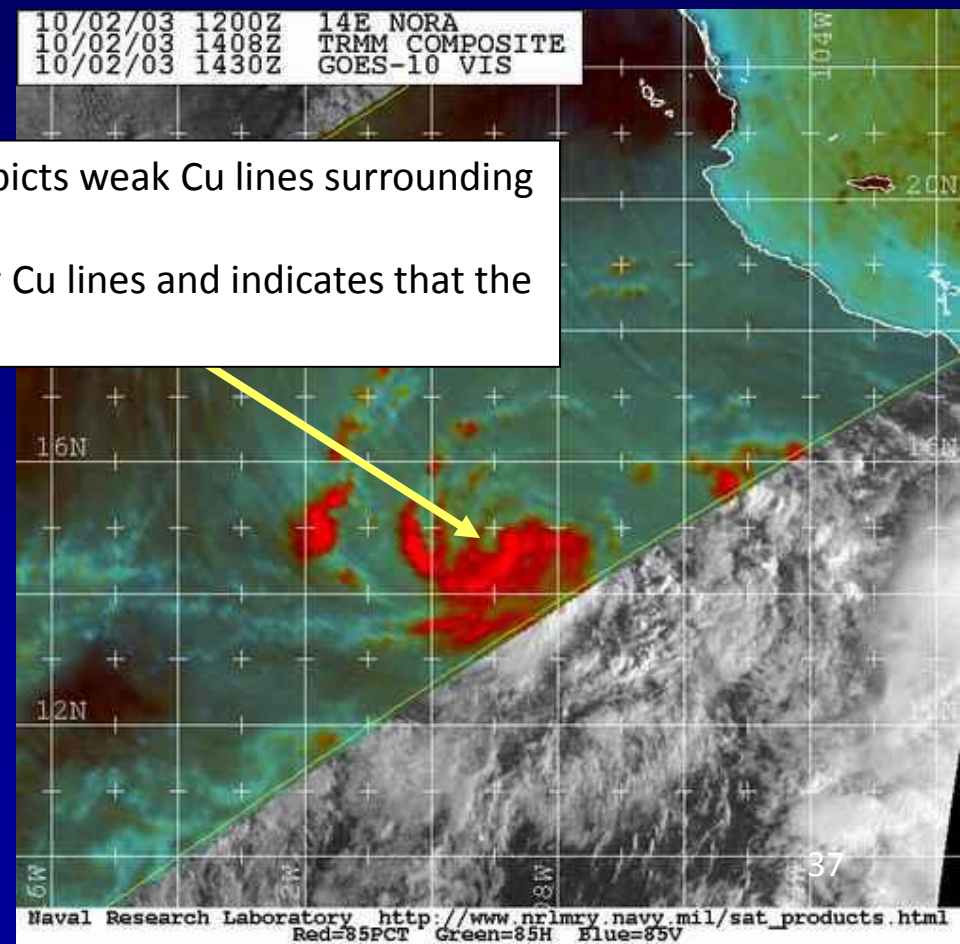 10/02/03 1200Z 14E NORA
10/02/03 1408Z TRMM COMPOSITE
10/02/03 1430Z GOES-10 VIS
104W
picts weak Cu lines surrounding
20N
Cu lines and indicates that the
16N 16N
12N
37
Naval Research Laboratory http://www.nrlmry.navy.mil/sat_products.html
Red=85PCT Green=85H Blue=85V